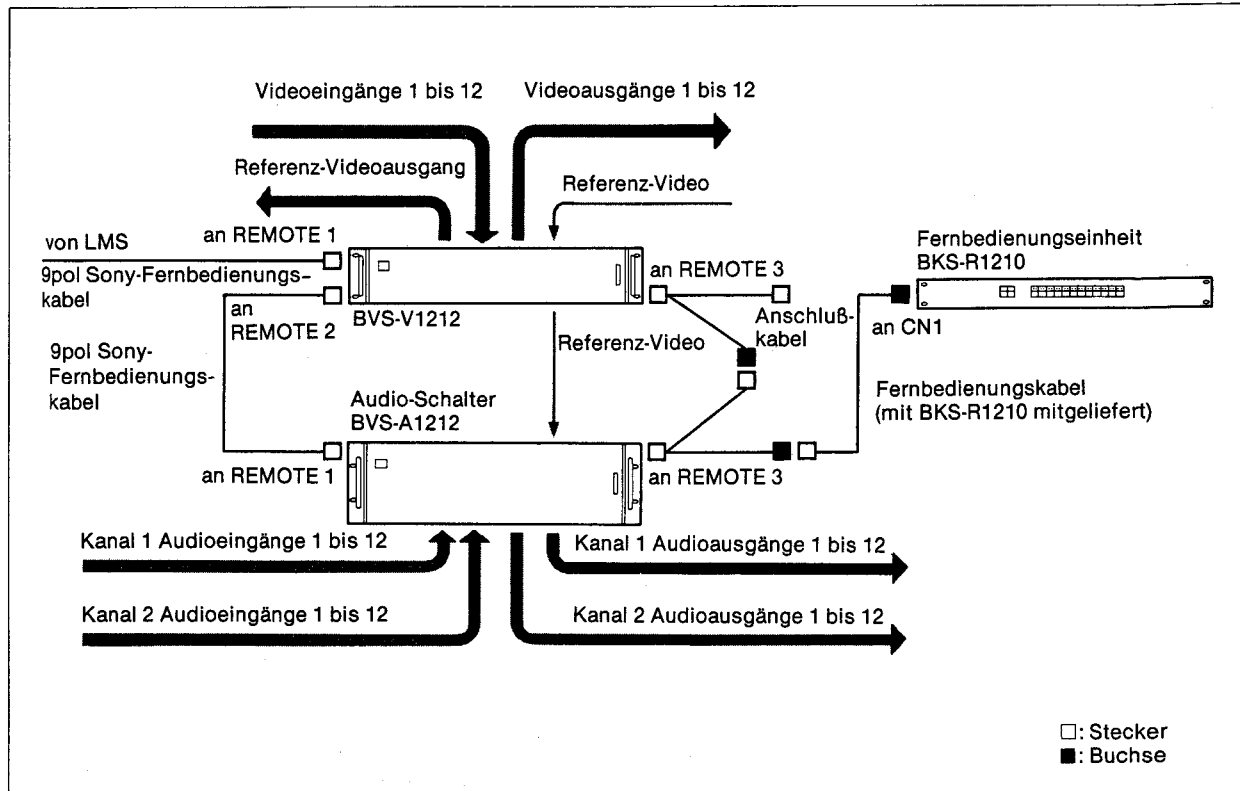 Videoeingänge 1 bis 12
Videoausgänge 1 bis 12
Referenz-Videoausgang
Referenz-Video
von LMS
an REMOTE 1
9pol Sony-Fernbedienungs-
kabel
an
REMOTE 2
BVS-V1212
an REMOTE 3
Anschluß-
kabel
Fernbedienungseinheit
BKS-R1210
an CN1
9pol Sony-
Fernbedienungs-
kabel
Referenz-Video
Audio-Schalter
BVS-A1212
Fernbedienungskabel
(mit BKS-R1210 mitgeliefert)
an REMOTE 1
an REMOTE 3
Kanal 1 Audioeingänge 1 bis 12
Kanal 1 Audioausgänge 1 bis 12
Kanal 2 Audioeingänge 1 bis 12
Kanal 2 Audioausgänge 1 bis 12
□: Stecker
■: Buchse